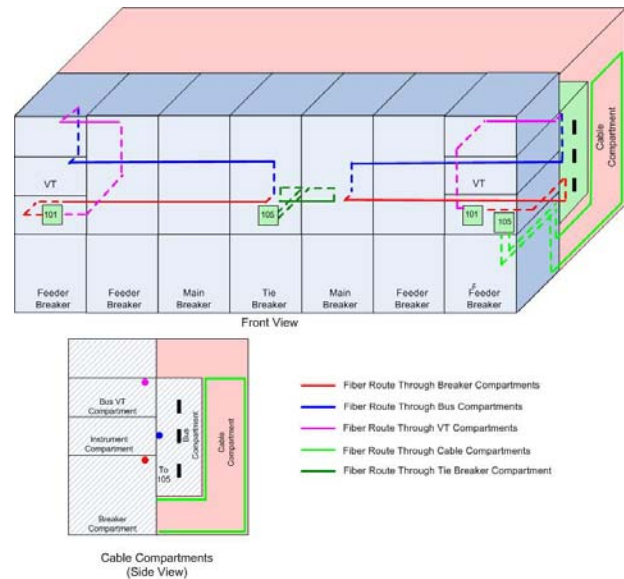 Cable
Compartment
VT
VT
101
105
101
105
Feeder
Breaker
Feeder
Breaker
Main
Breaker
Tie
Breaker
Main
Breaker
Feeder
Breaker
Feeder
Breaker
Front View
Bus VT
Compartment
Instrument
Compartment
Breaker
Compartment
Bus
Compartment
To
105
Cable
Compartment
Cable Compartments
(Side View)
Fiber Route Through Breaker Compartments
Fiber Route Through Bus Compartments
Fiber Route Through VT Compartments
Fiber Route Through Cable Compartments
Fiber Route Through Tie Breaker Compartment